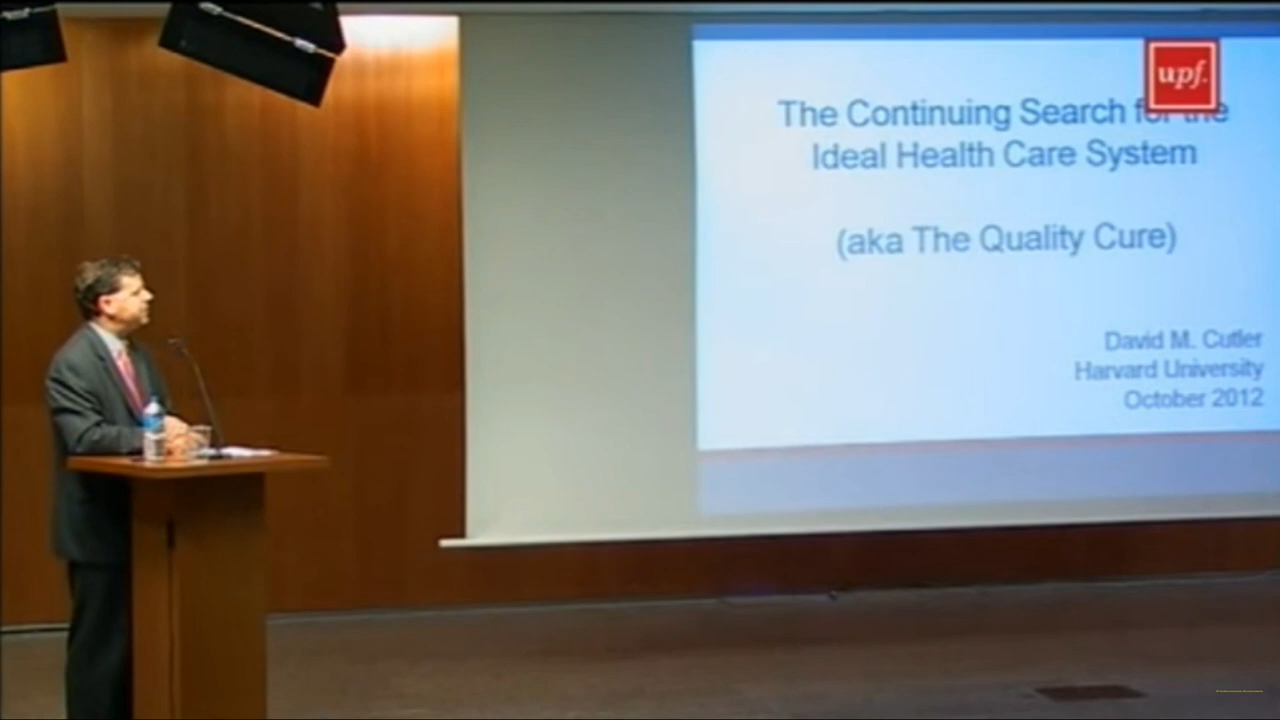 upf.
The Continuing Search for the
Ideal Health Care System
(aka The Quality Cure)
David M. Cutler
Harvard University
October 2012